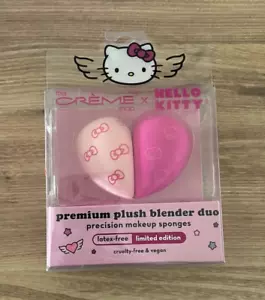 THE
CRÈME x HELLO
SHOP KITTY
premium plush blender duo
precision makeup sponges
latex-free limited edition
cruelty-free & vegan